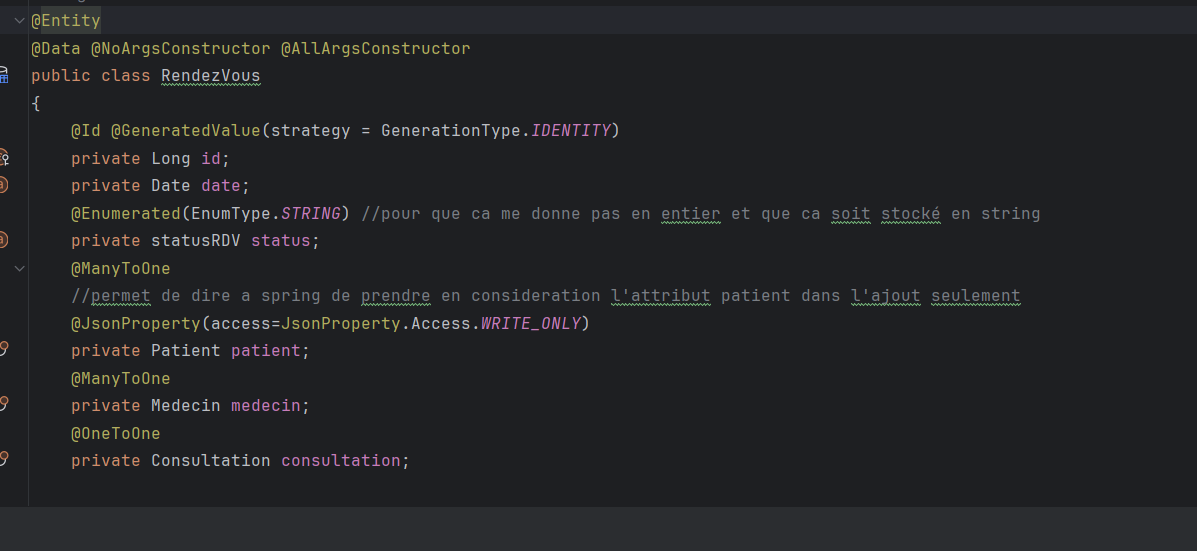 @Entity
@Data @NoArgsConstructor @AllArgsConstructor
public class RendezVous
{
@Id @GeneratedValue(strategy = GenerationType.IDENTITY)
private Long id;
private Date date;
@Enumerated(EnumType.STRING) //pour que ca me donne pas en entier et que ca soit stocké en string
private statusRDV status;
@ManyToOne
//permet de dire a spring de prendre en consideration l'attribut patient dans l'ajout seulement
@JsonProperty(access=JsonProperty.Access.WRITE_ONLY)
private Patient patient;
@ManyToOne
private Medecin medecin;
@OneToOne
private Consultation consultation;